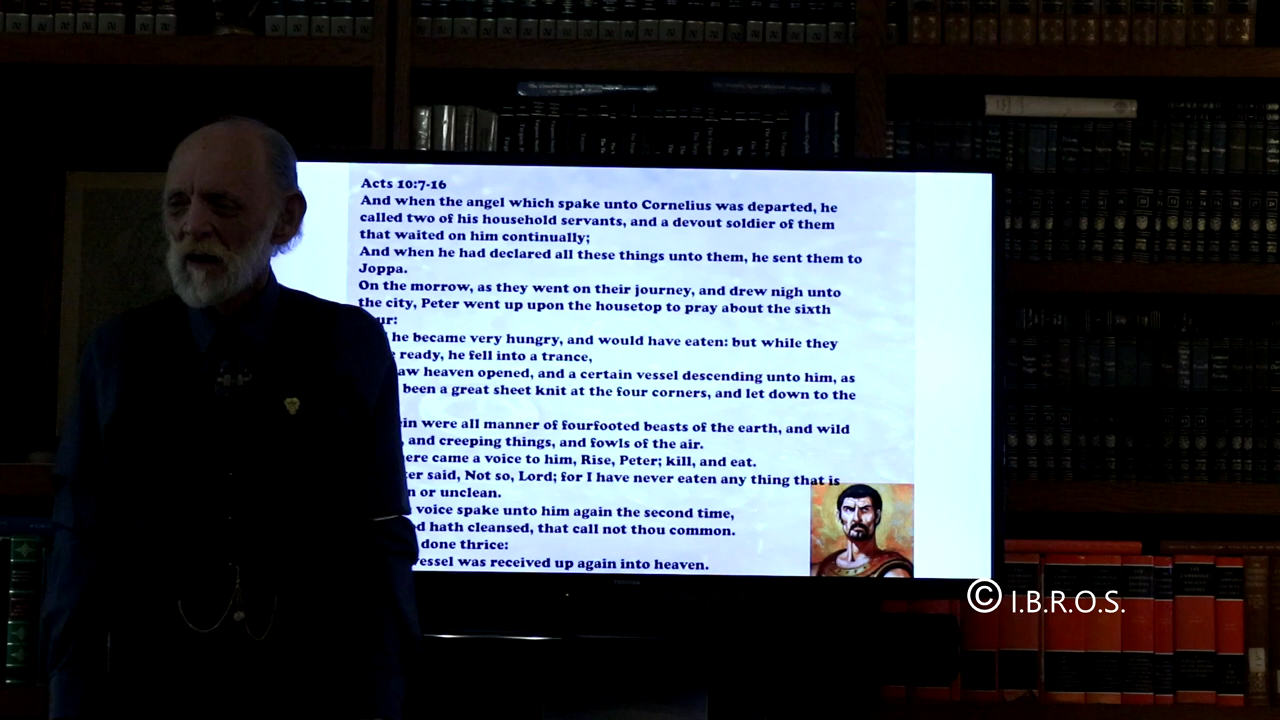 Acts 10:7-16
And when the angel which spake unto Cornelius was departed, he
called two of his household servants, and a devout soldier of them
that waited on him continually;
And when he had declared all these things unto them, he sent them to
Joppa.
On the morrow, as they went on their journey, and drew nigh unto
the city, Peter went up upon the housetop to pray about the sixth
ur:
he became very hungry, and would have eaten: but while they
ready, he fell into a trance,
aw heaven opened, and a certain vessel descending unto him, as
been a great sheet knit at the four corners, and let down to the
ein were all manner of fourfooted beasts of the earth, and wild
, and creeping things, and fowls of the air.
ere came a voice to him, Rise, Peter; kill, and eat.
ter said, Not so, Lord; for I have never eaten any thing that is
n or unclean.
voice spake unto him again the second time,
d hath cleansed, that call not thou common.
done thrice:
vessel was received up again into heaven.
TOSHIBA
© I.B.R.O.S.